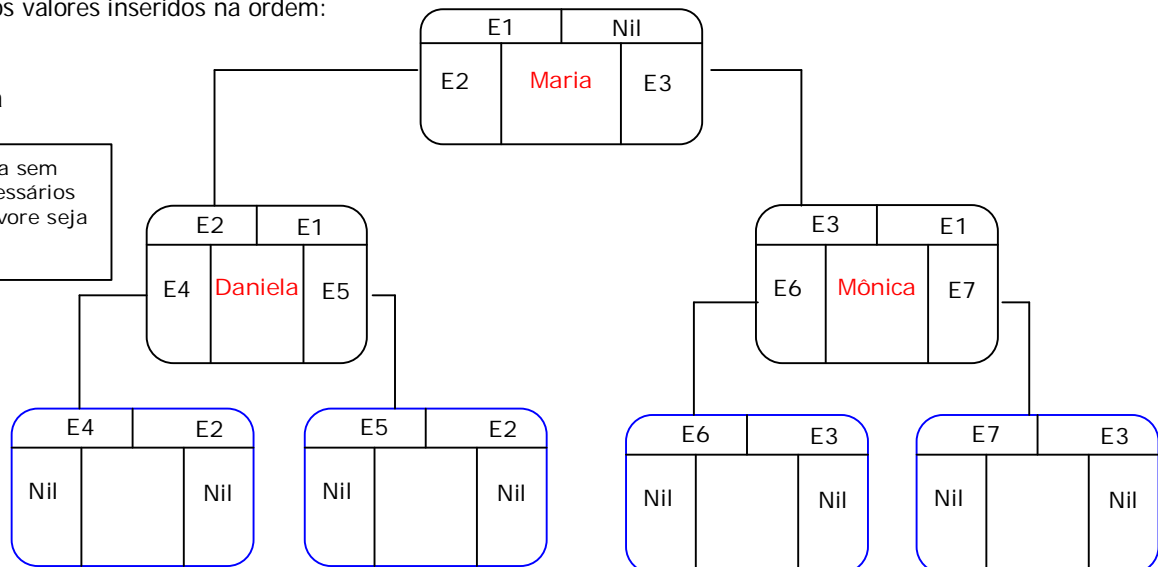 os valores inseridos na ordem:
E1 Nil
E2 Maria E3
a sem
essários
vore seja
E2 E1
E4 Daniela E5
E3 E1
E6 Mônica E7
E4 E2
Nil Nil
E5 E2
Nil Nil
E6 E3
Nil Nil
E7 E3
Nil Nil